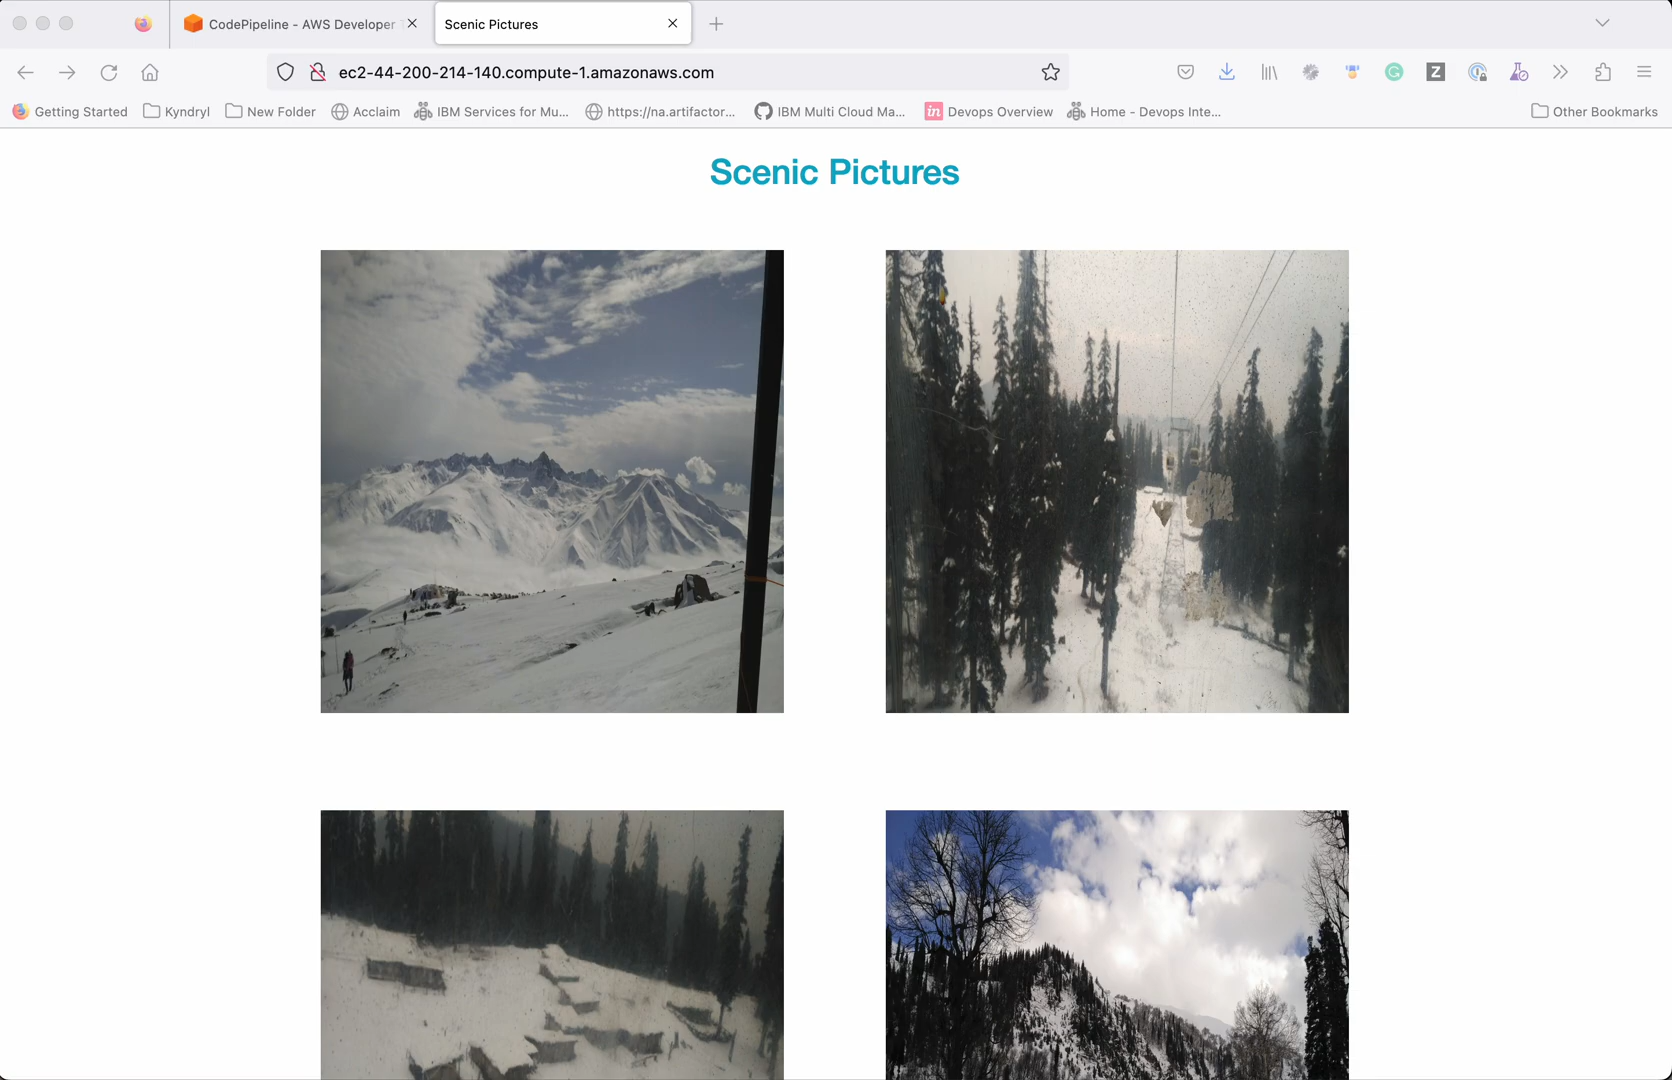 CodePipeline - AWS Developer T
Scenic Pictures
ec2-44-200-214-140.compute-1.amazonaws.com
Getting Started
Kyndryl
New Folder
Acclaim
IBM Services for Mu...
https://na.artifactor...
IBM Multi Cloud Ma...
in
Devops Overview
Home - Devops Inte...
Other Bookmarks
Scenic Pictures